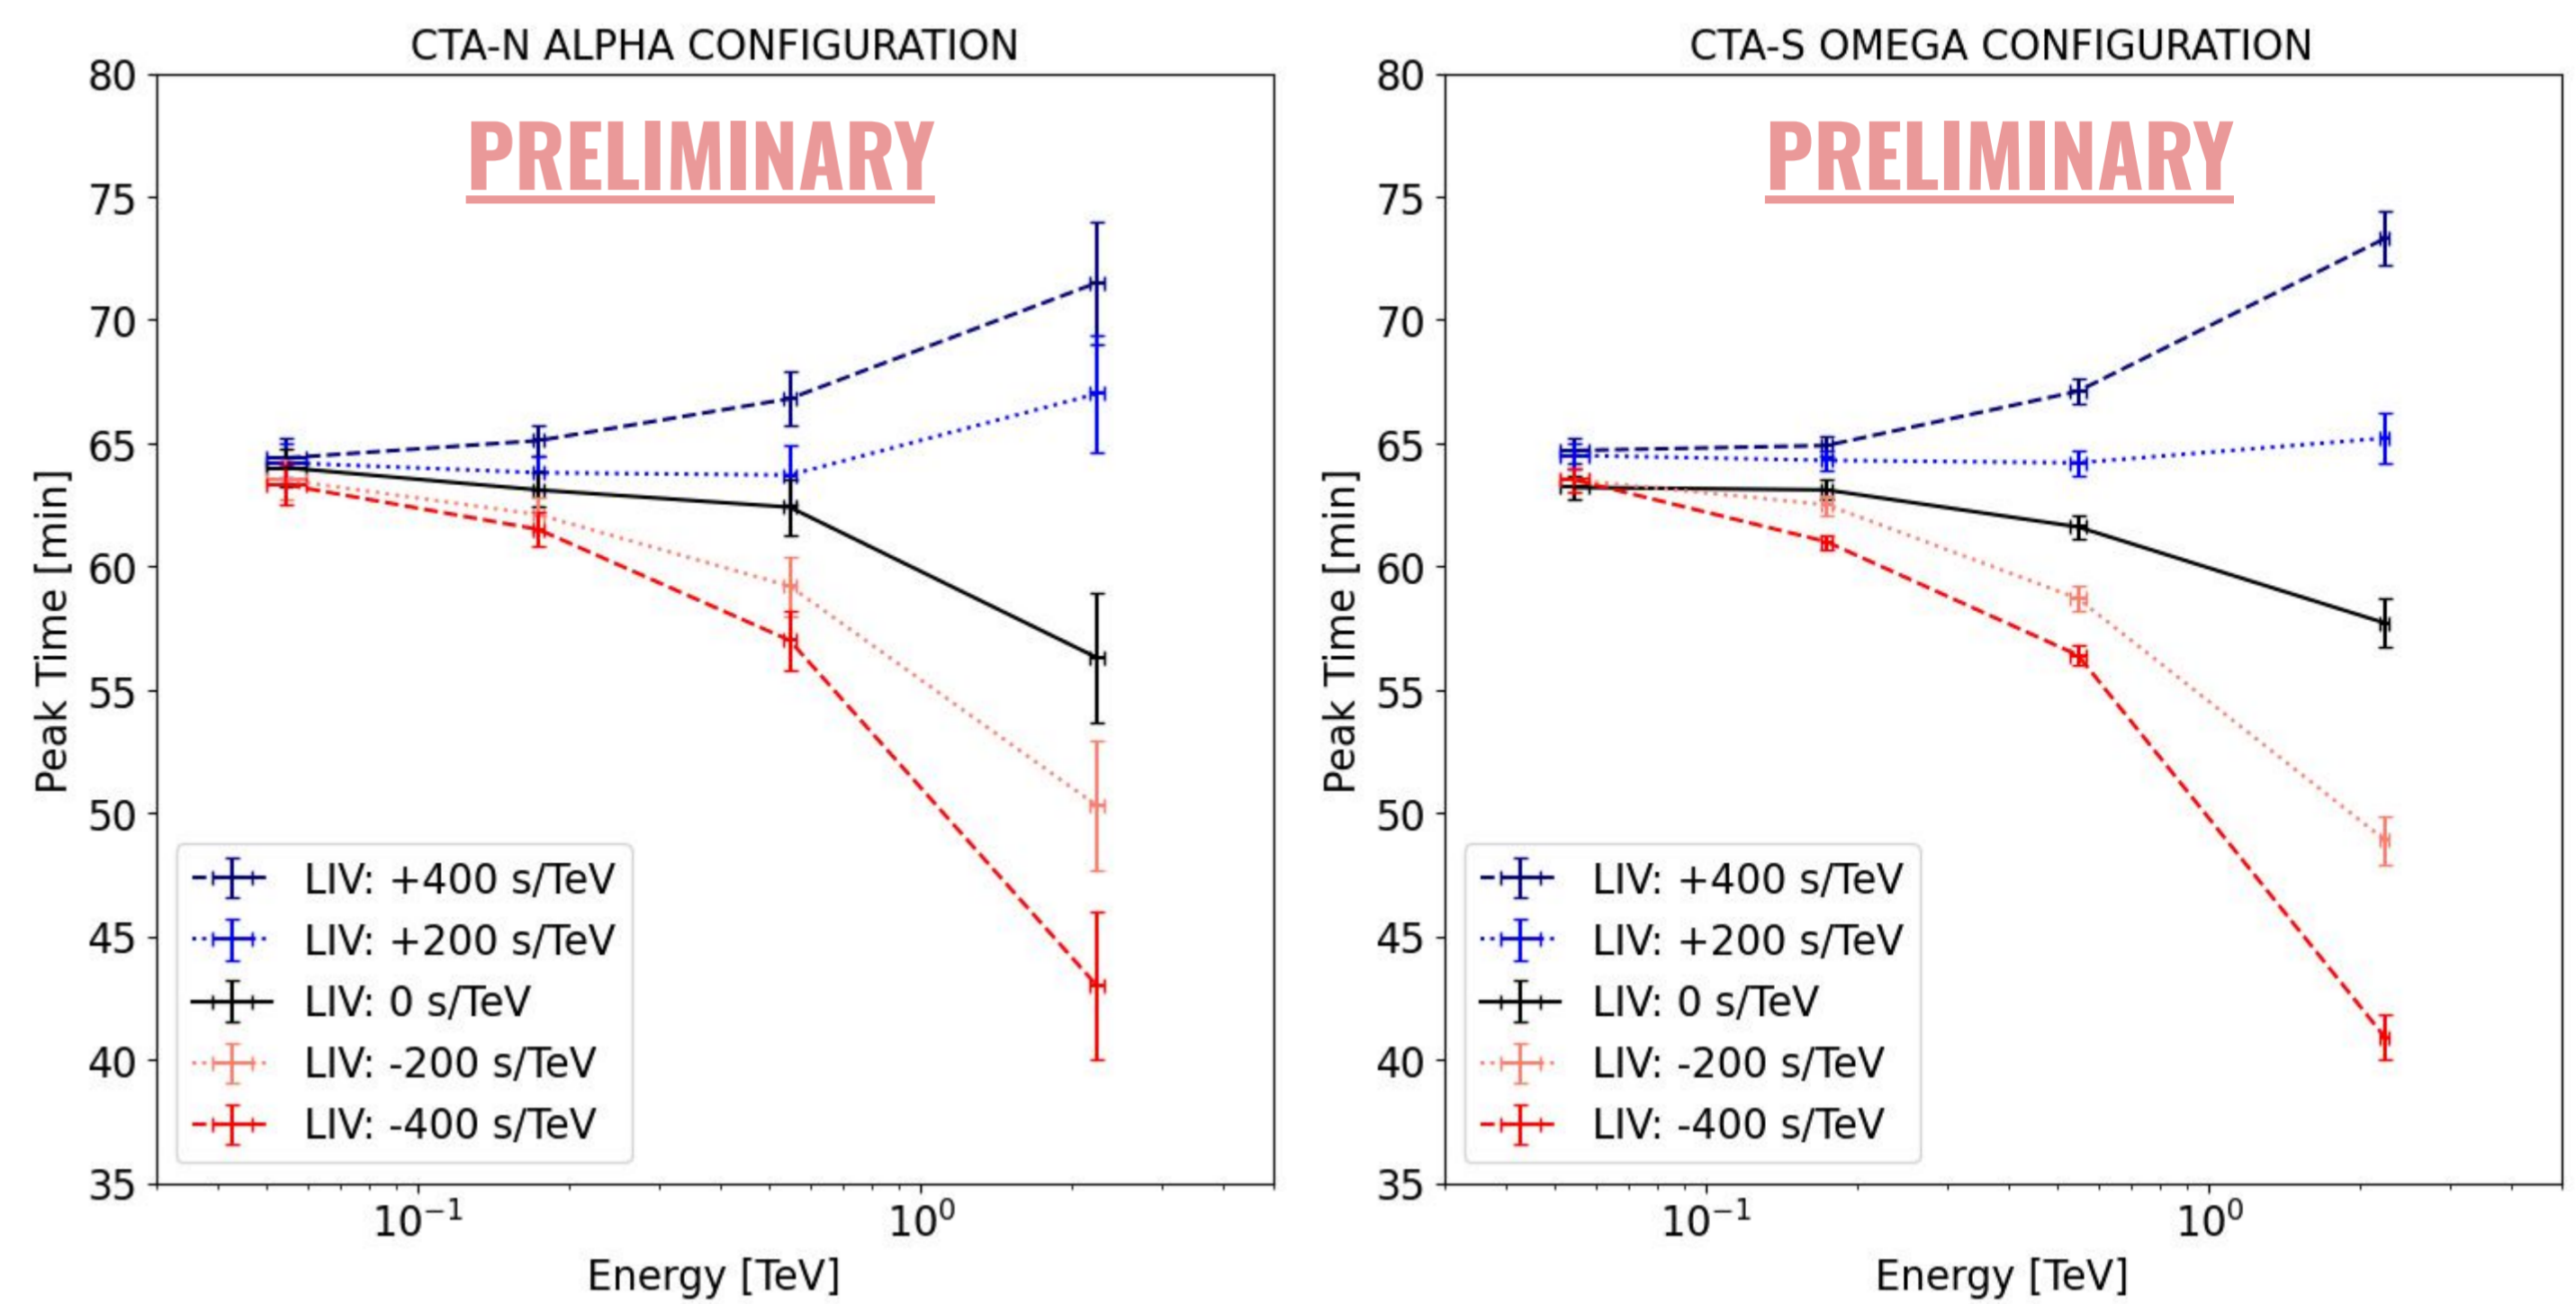 CTA-N ALPHA CONFIGURATION
PRELIMINARY
80
75
70
65
60
55
50
45
40
35
Peak Time [min]
LIV: +400 s/TeV
LIV: +200 s/TeV
LIV: 0 s/TeV
LIV: -200 s/TeV
LIV: -400 s/TeV
10⁻¹ 10⁰
Energy [TeV]
CTA-S OMEGA CONFIGURATION
PRELIMINARY
80
75
70
65
60
55
50
45
40
35
Peak Time [min]
LIV: +400 s/TeV
LIV: +200 s/TeV
LIV: 0 s/TeV
LIV: -200 s/TeV
LIV: -400 s/TeV
10⁻¹ 10⁰
Energy [TeV]